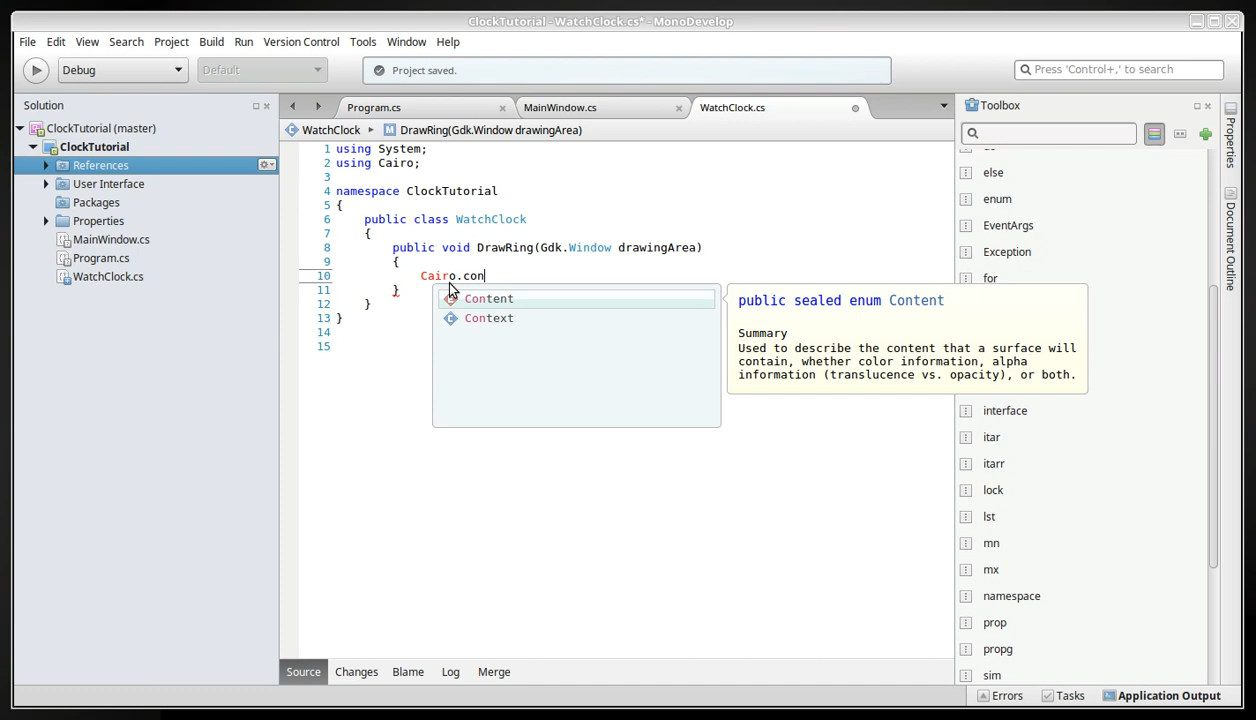 ClockTutorial - WatchClock.cs* - MonoDevelop
File Edit View Search Project Build Run Version Control Tools Window Help
Debug
Default
Project saved.
Press 'Control+,' to search
Solution
ClockTutorial (master)
ClockTutorial
References
User Interface
Packages
Properties
MainWindow.cs
Program.cs
WatchClock.cs
Program.cs
MainWindow.cs
WatchClock.cs
WatchClock
DrawRing(Gdk.Window drawingArea)
1 using System;
2 using Cairo;
3
4 namespace ClockTutorial
5 {
6 public class WatchClock
7 {
8 public void DrawRing(Gdk.Window drawingArea)
9 {
10 Cairo.con
11 }
12 }
13 }
14
15
Content
Context
public sealed enum Content
Summary
Used to describe the content that a surface will
contain, whether color information, alpha
information (translucence vs. opacity), or both.
Source Changes Blame Log Merge
Toolbox
else
enum
EventArgs
Exception
for
interface
itar
itarr
lock
lst
mn
mx
namespace
prop
propg
sim
Properties
Document Outline
Errors Tasks Application Output